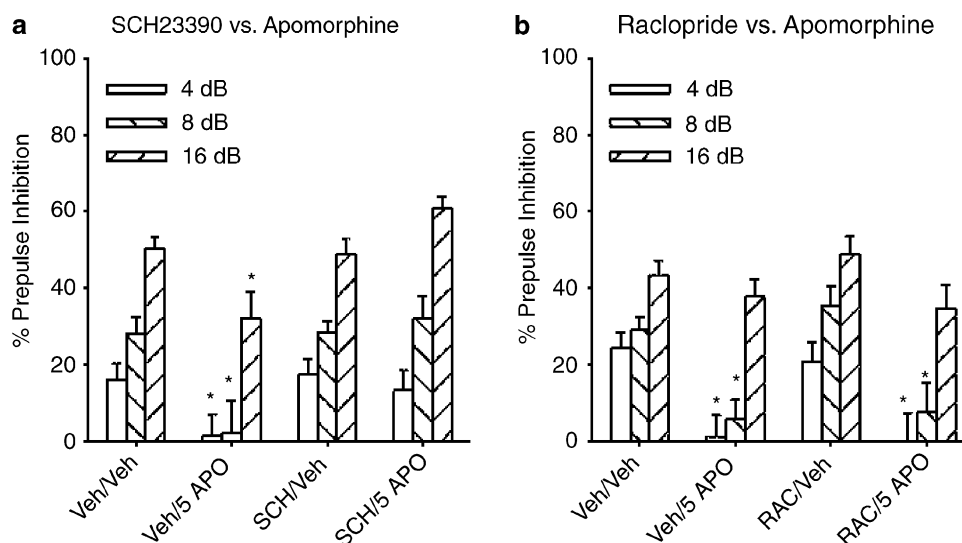 a
SCH23390 vs. Apomorphine
% Prepulse Inhibition
100
80
60
40
20
0
4 dB
8 dB
16 dB
*
*
*
Veh/Veh
Veh/5 APO
SCH/Veh
SCH/5 APO
b
Raclopride vs. Apomorphine
% Prepulse Inhibition
100
80
60
40
20
0
4 dB
8 dB
16 dB
*
*
*
*
Veh/Veh
Veh/5 APO
RAC/Veh
RAC/5 APO